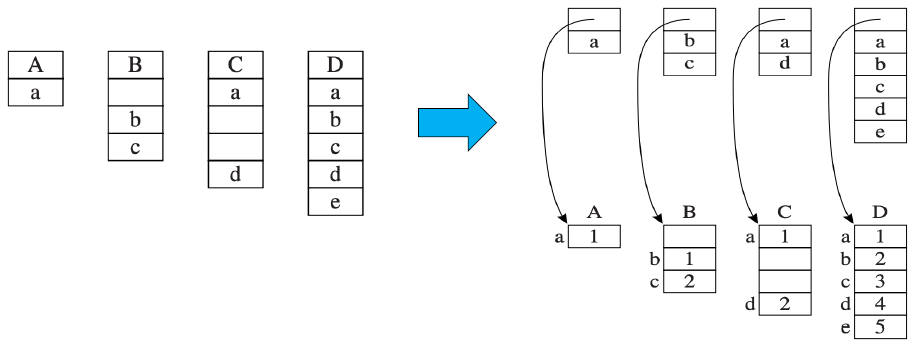 A B C D
a a a
b b
c c
d d
e
a b a a
c d b
c
d
e
A B C D
a 1 a 1 a 1
b 1 b 2
c 2 c 3
d 2 d 4
e 5